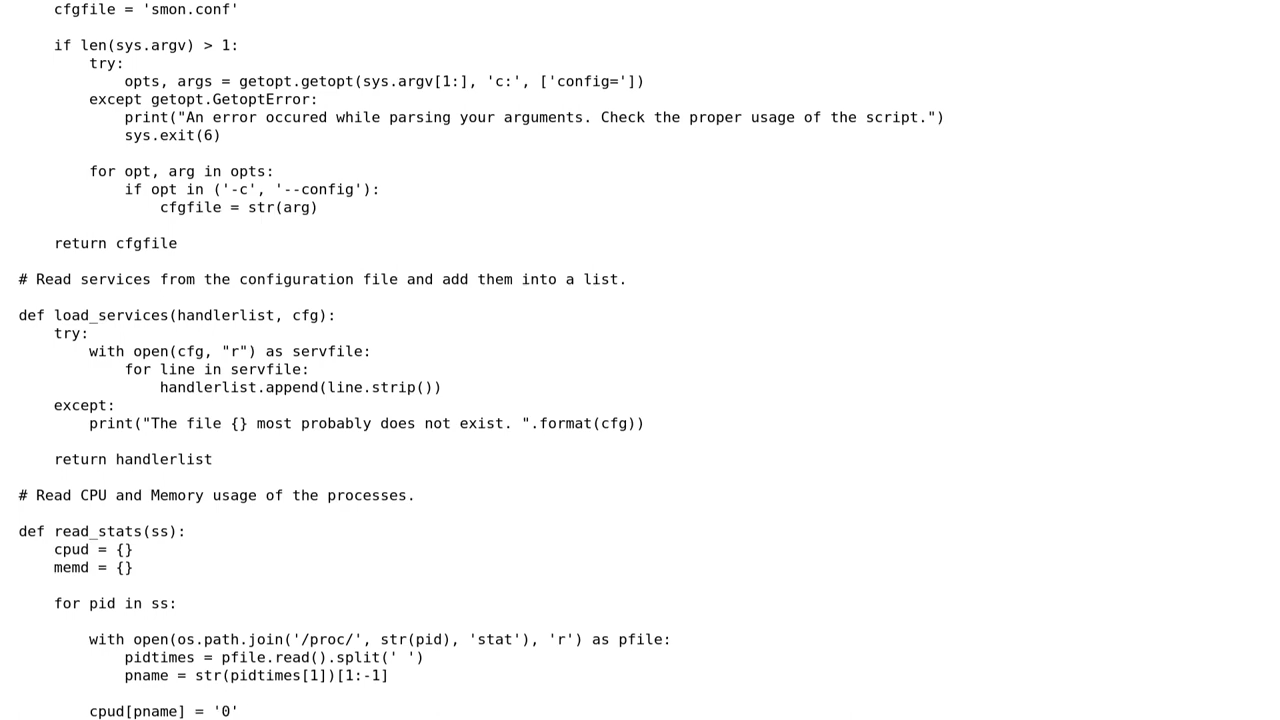 cfgfile = 'smon.conf'
if len(sys.argv) > 1:
try:
opts, args = getopt.getopt(sys.argv[1:], 'c:', ['config='])
except getopt.GetoptError:
print("An error occured while parsing your arguments. Check the proper usage of the script.")
sys.exit(6)
for opt, arg in opts:
if opt in ('-c', '--config'):
cfgfile = str(arg)
return cfgfile
# Read services from the configuration file and add them into a list.
def load_services(handlerlist, cfg):
try:
with open(cfg, "r") as servfile:
for line in servfile:
handlerlist.append(line.strip())
except:
print("The file {} most probably does not exist. ".format(cfg))
return handlerlist
# Read CPU and Memory usage of the processes.
def read_stats(ss):
cpud = {}
memd = {}
for pid in ss:
with open(os.path.join('/proc/', str(pid), 'stat'), 'r') as pfile:
pidtimes = pfile.read().split(' ')
pname = str(pidtimes[1])[1:-1]
cpud[pname] = '0'